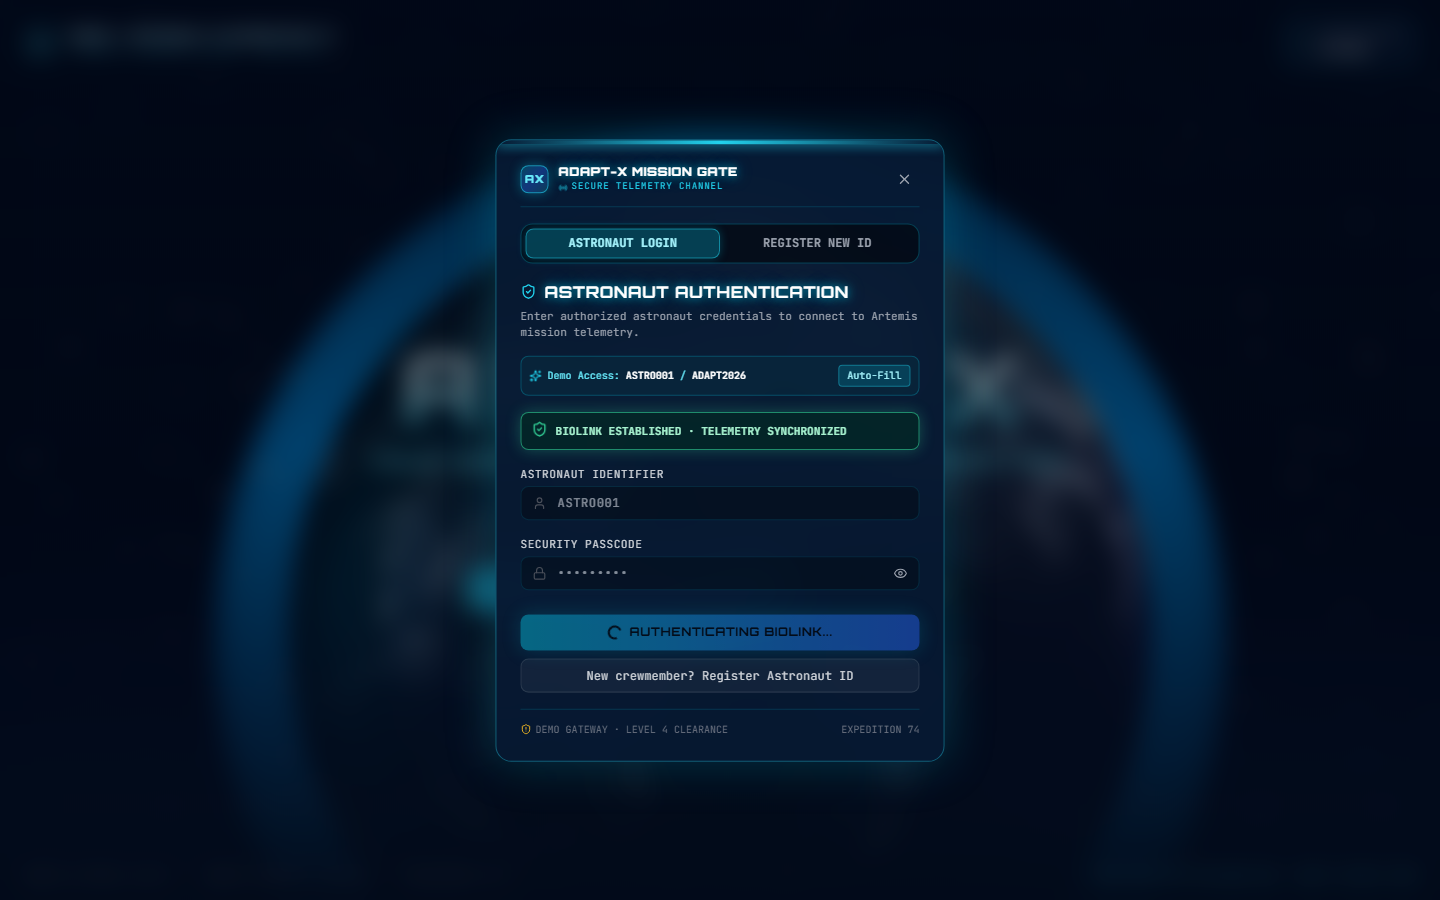 AX
ADAPT-X MISSION GATE
SECURE TELEMETRY CHANNEL
ASTRONAUT LOGIN
REGISTER NEW ID
ASTRONAUT AUTHENTICATION
Enter authorized astronaut credentials to connect to Artemis
mission telemetry.
Demo Access: ASTRO001 / ADAPT2026
Auto-Fill
BIOLINK ESTABLISHED · TELEMETRY SYNCHRONIZED
ASTRONAUT IDENTIFIER
ASTRO001
SECURITY PASSCODE
•••••••••
AUTHENTICATING BIOLINK...
New crewmember? Register Astronaut ID
DEMO GATEWAY · LEVEL 4 CLEARANCE
EXPEDITION 74